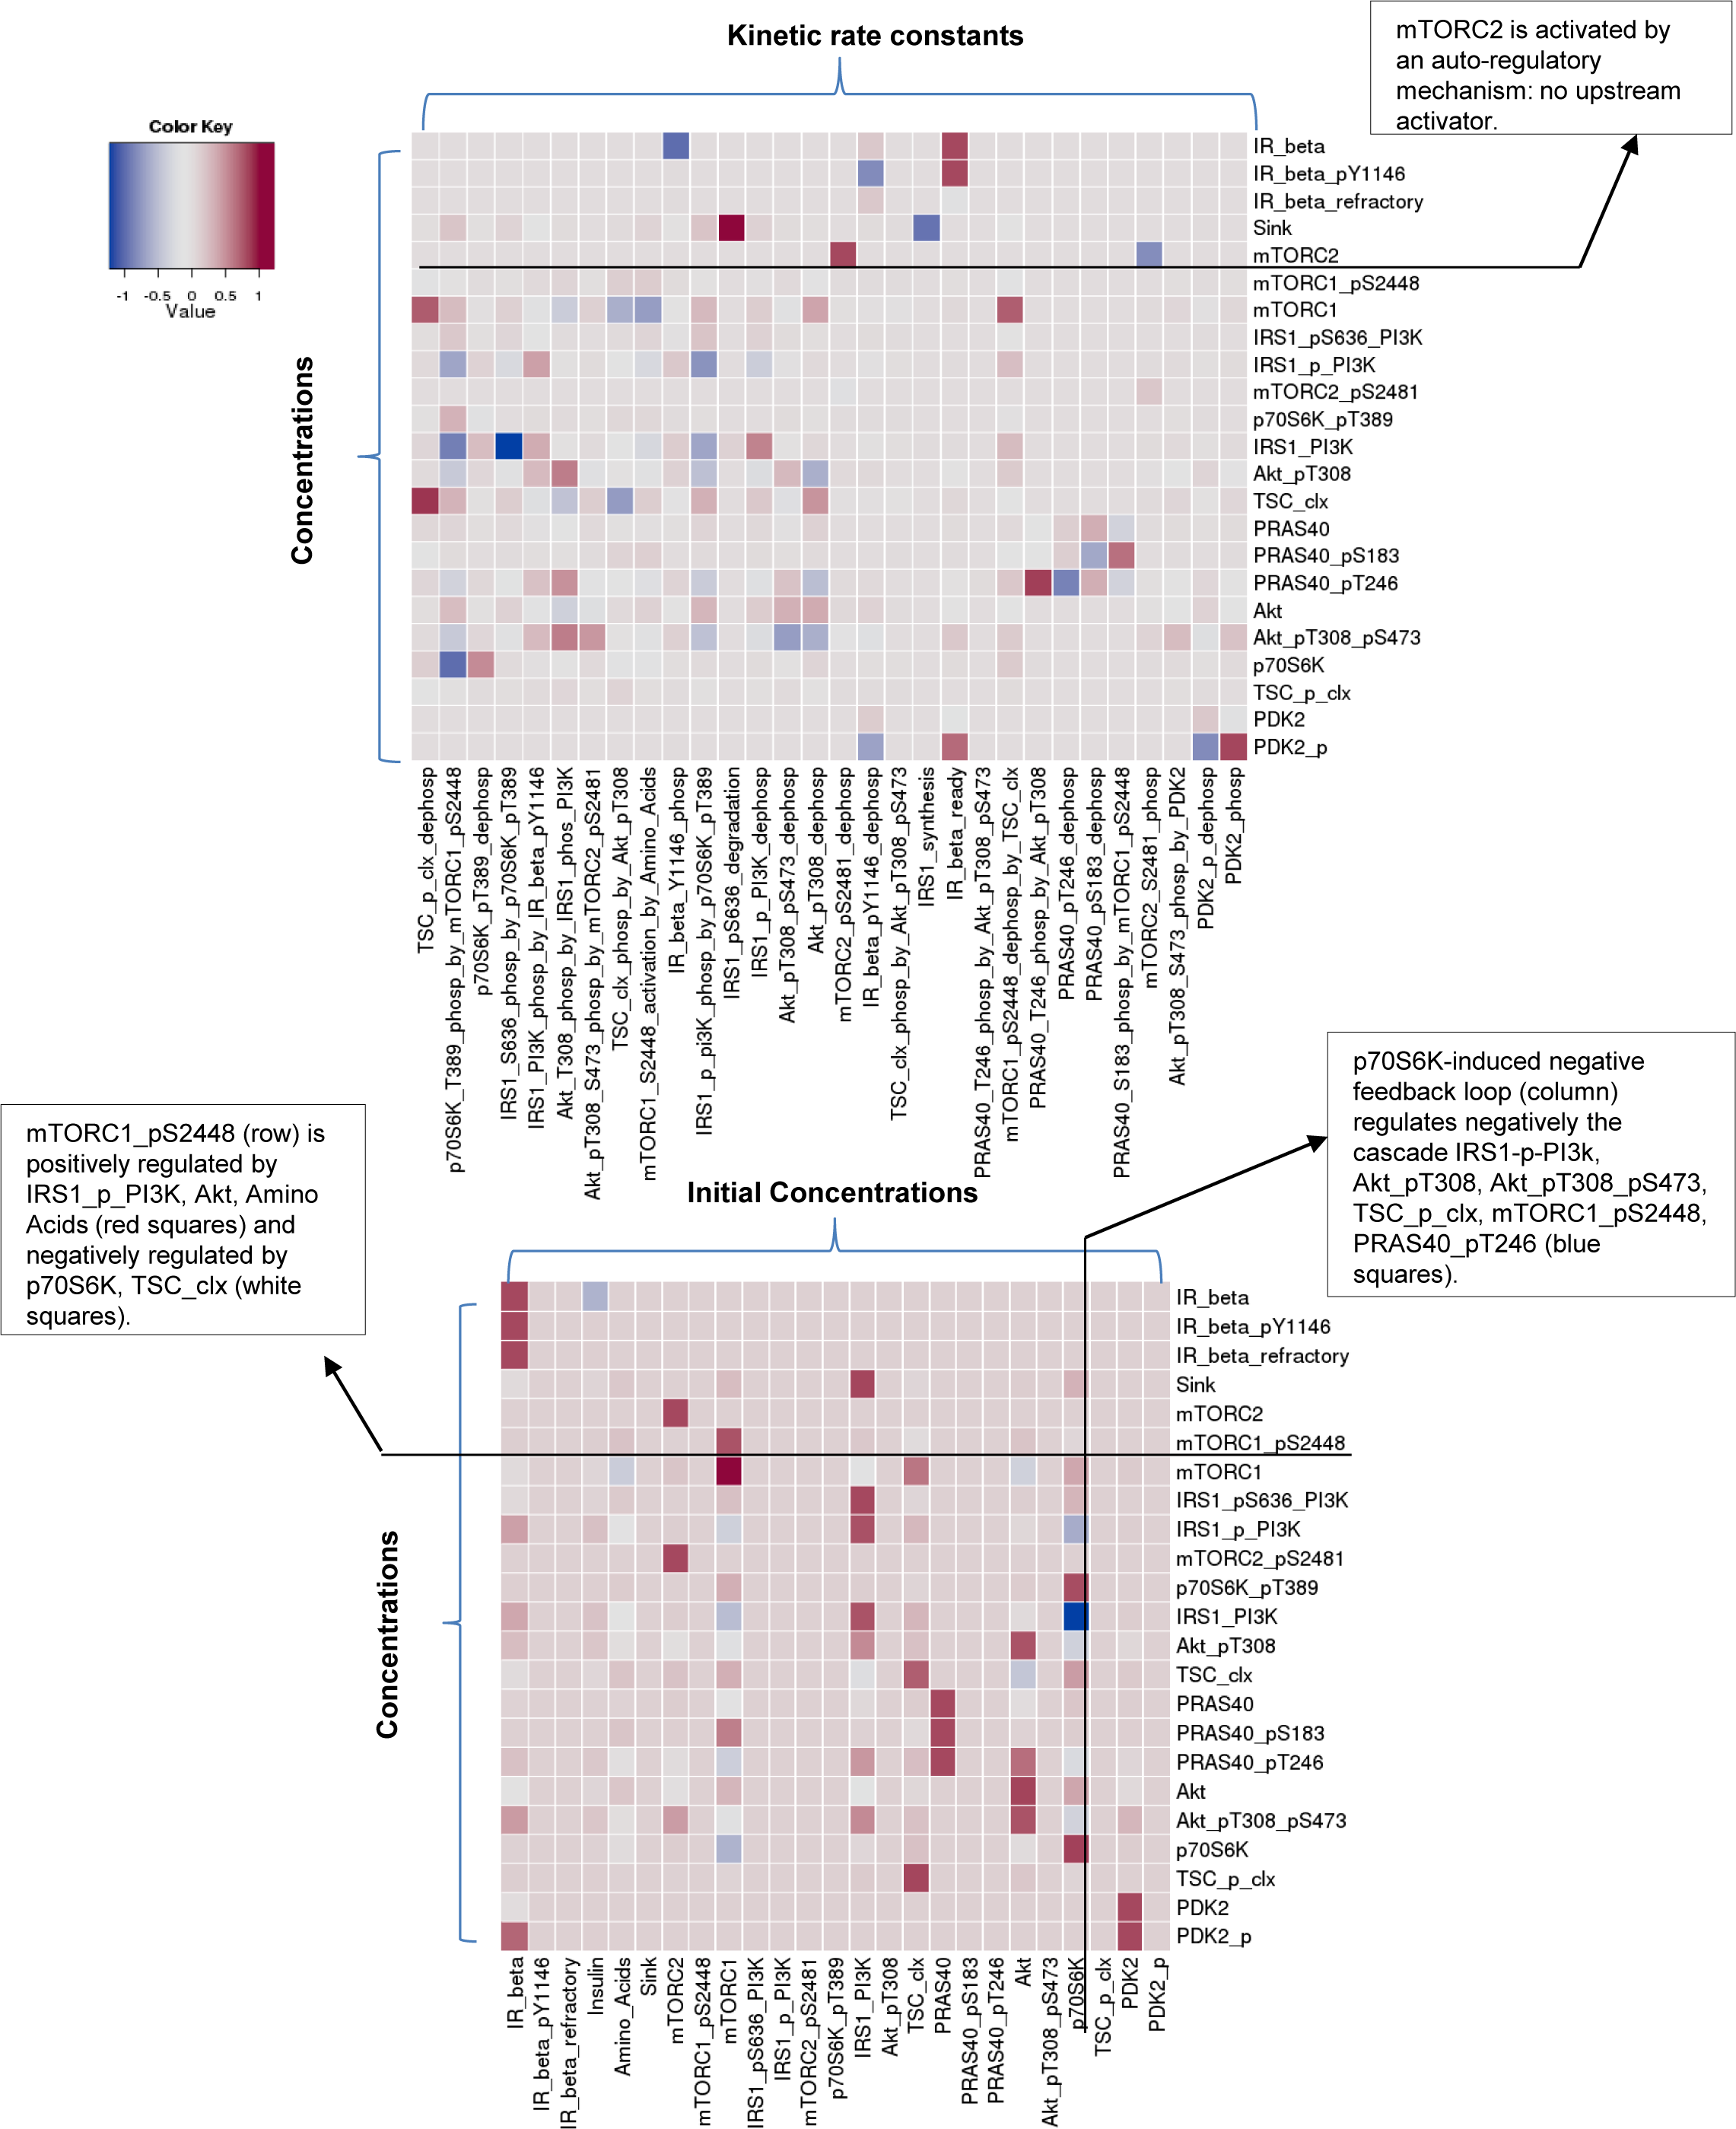 Kinetic rate constants
mTORC2 is activated by
an auto-regulatory
mechanism: no upstream
activator.
Color Key
-1 -0.5 0 0.5 1
Value
Concentrations
IR_beta
IR_beta_pY1146
IR_beta_refractory
Sink
mTORC2
mTORC1_pS2448
mTORC1
IRS1_pS636_PI3K
IRS1_p_PI3K
mTORC2_pS2481
p70S6K_pT389
IRS1_PI3K
Akt_pT308
TSC_clx
PRAS40
PRAS40_pS183
PRAS40_pT246
Akt
Akt_pT308_pS473
p70S6K
TSC_p_clx
PDK2
PDK2_p
TSC_p_clx_dephosp
p70S6K_T389_phosp_by_mTORC1_pS2448
p70S6K_pT389_dephosp
IRS1_S636_phosp_by_p70S6K_pT389
IRS1_PI3K_phosp_by_IR_beta_pY1146
Akt_T308_phosp_by_IRS1_phos_PI3K
Akt_pT308_S473_phosp_by_mTORC2_pS2481
TSC_clx_phosp_by_Akt_pT308
mTORC1_S2448_activation_by_Amino_Acids
IR_beta_Y1146_phosp
IRS1_p_pi3K_phosp_by_p70S6K_pT389
IRS1_pS636_degradation
IRS1_p_PI3K_dephosp
Akt_pT308_pS473_dephosp
Akt_pT308_dephosp
mTORC2_pS2481_dephosp
IR_beta_pY1146_dephosp
TSC_clx_phosp_by_Akt_pT308_pS473
IRS1_synthesis
IR_beta_ready
PRAS40_T246_phosp_by_Akt_pT308_pS473
mTORC1_pS2448_dephosp_by_TSC_clx
PRAS40_T246_phosp_by_Akt_pT308
PRAS40_pT246_dephosp
PRAS40_pS183_dephosp
PRAS40_S183_phosp_by_mTORC1_pS2448
mTORC2_S2481_phosp
Akt_pT308_S473_phosp_by_PDK2
PDK2_p_dephosp
PDK2_phosp
p70S6K-induced negative
feedback loop (column)
regulates negatively the
cascade IRS1-p-PI3k,
Akt_pT308, Akt_pT308_pS473,
TSC_p_clx, mTORC1_pS2448,
PRAS40_pT246 (blue
squares).
mTORC1_pS2448 (row) is
positively regulated by
IRS1_p_PI3K, Akt, Amino
Acids (red squares) and
negatively regulated by
p70S6K, TSC_clx (white
squares).
Initial Concentrations
Concentrations
IR_beta
IR_beta_pY1146
IR_beta_refractory
Sink
mTORC2
mTORC1_pS2448
mTORC1
IRS1_pS636_PI3K
IRS1_p_PI3K
mTORC2_pS2481
p70S6K_pT389
IRS1_PI3K
Akt_pT308
TSC_clx
PRAS40
PRAS40_pS183
PRAS40_pT246
Akt
Akt_pT308_pS473
p70S6K
TSC_p_clx
PDK2
PDK2_p
IR_beta
IR_beta_pY1146
IR_beta_refractory
Insulin
Amino_Acids
Sink
mTORC2
mTORC1_pS2448
mTORC1
IRS1_pS636_PI3K
IRS1_p_PI3K
mTORC2_pS2481
p70S6K_pT389
IRS1_PI3K
Akt_pT308
TSC_clx
PRAS40
PRAS40_pS183
PRAS40_pT246
Akt
Akt_pT308_pS473
p70S6K
TSC_p_clx
PDK2
PDK2_p